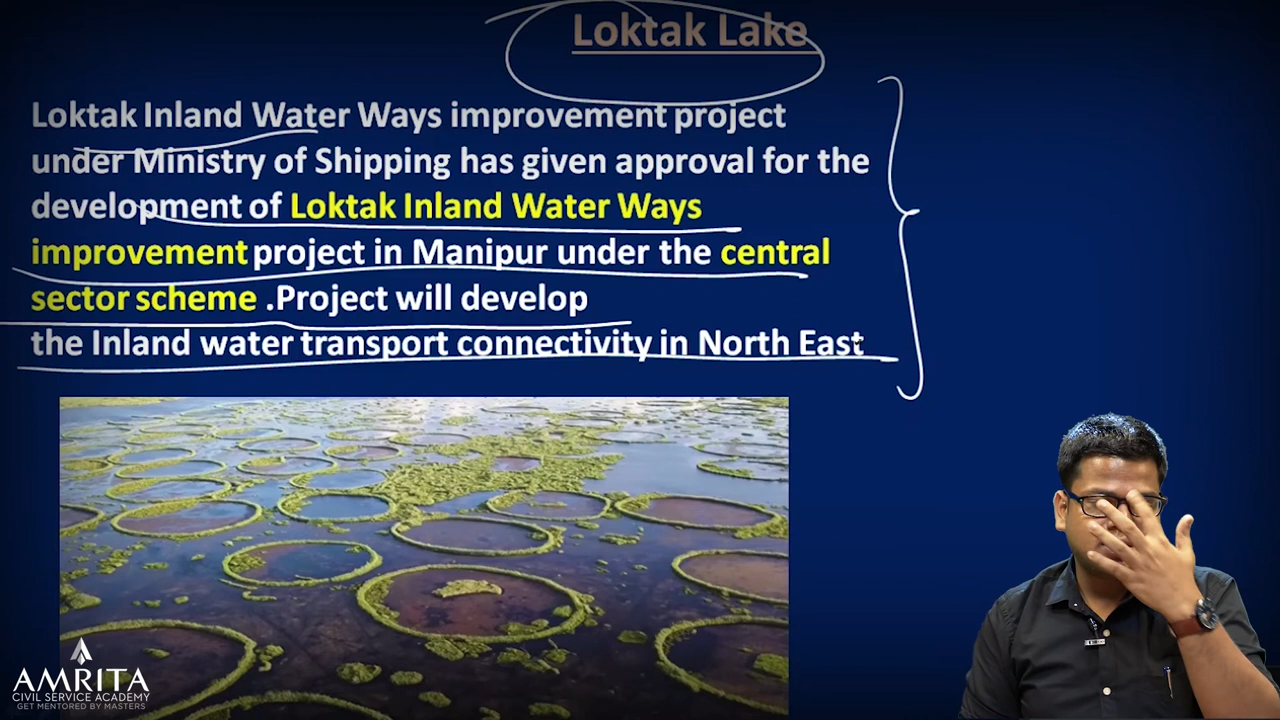 Loktak Lake
Loktak Inland Water Ways improvement project
under Ministry of Shipping has given approval for the
development of Loktak Inland Water Ways
improvement project in Manipur under the central
sector scheme .Project will develop
the Inland water transport connectivity in North East
AMRITA
CIVIL SERVICE ACADEMY
GET MENTORED BY MASTERS